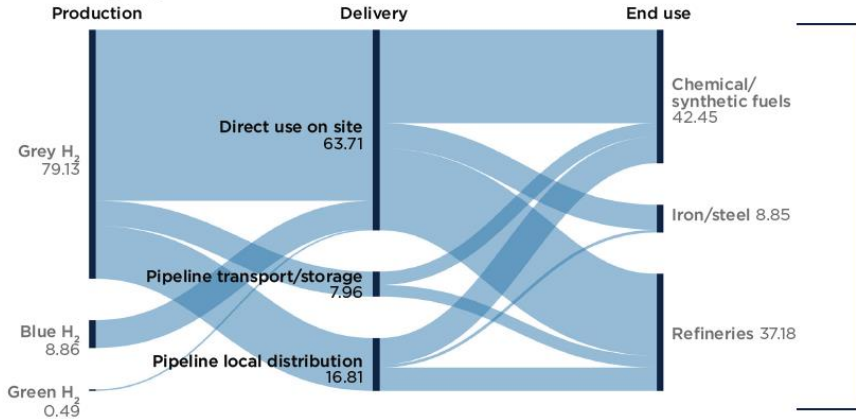 Production
Delivery
End use
Grey H₂
79.13
Blue H₂
8.86
Green H₂
0.49
Direct use on site
63.71
Pipeline transport/storage
7.96
Pipeline local distribution
16.81
Chemical/
synthetic fuels
42.45
Iron/steel 8.85
Refineries 37.18